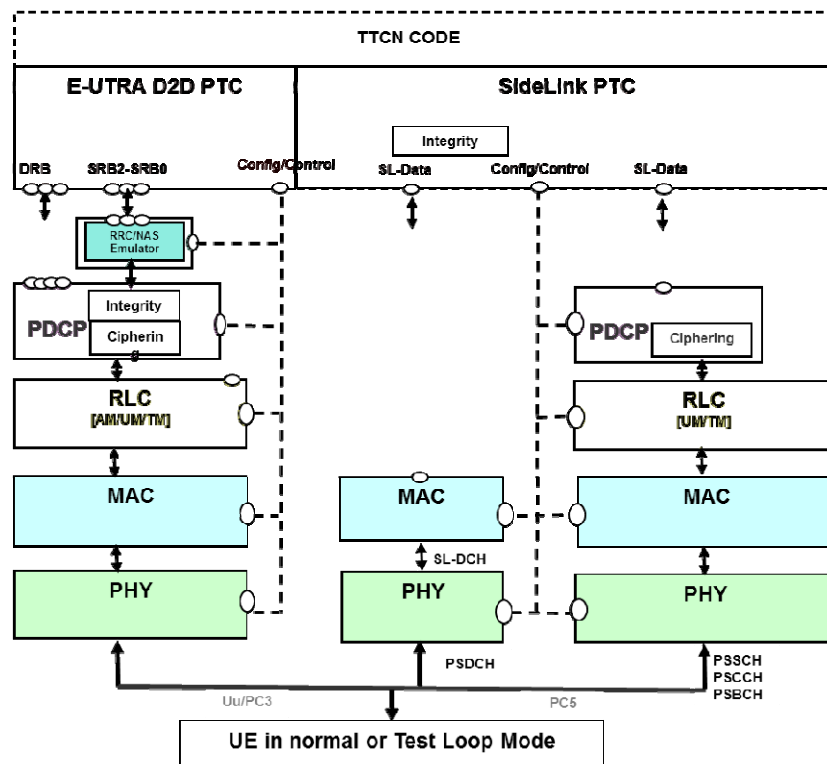 TTCN CODE
E-UTRA D2D PTC
SideLink PTC
Integrity
DRB
SRB2-SRB0
Config/Control
SL-Data
Config/Control
SL-Data
RRC/NAS
Emulator
Integrity
PDCP
Cipherin
g
PDCP
Ciphering
RLC
[AM/UM/TM]
RLC
[UM/TM]
MAC
MAC
MAC
SL-DCH
PHY
PHY
PHY
PSDCH
PSSCH
PSCCH
PSBCH
Uu/PC3
PC5
UE in normal or Test Loop Mode